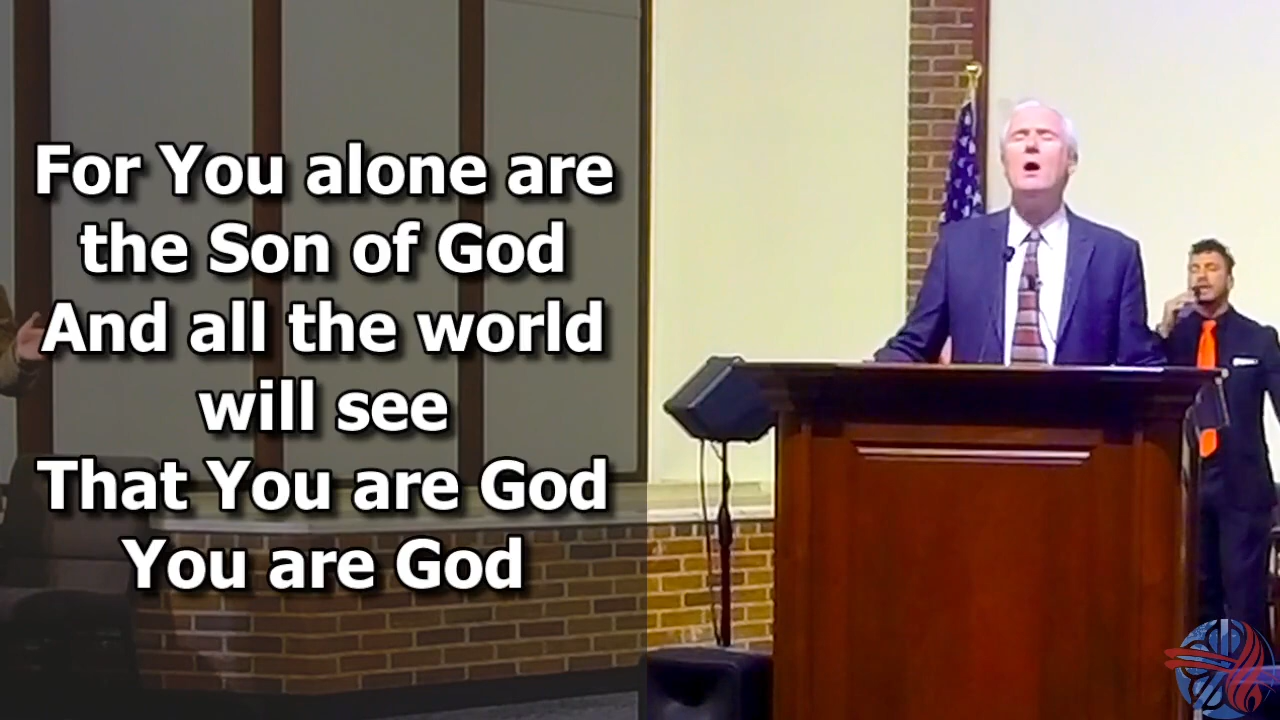 For You alone are
the Son of God
And all the world
will see
That You are God
You are God